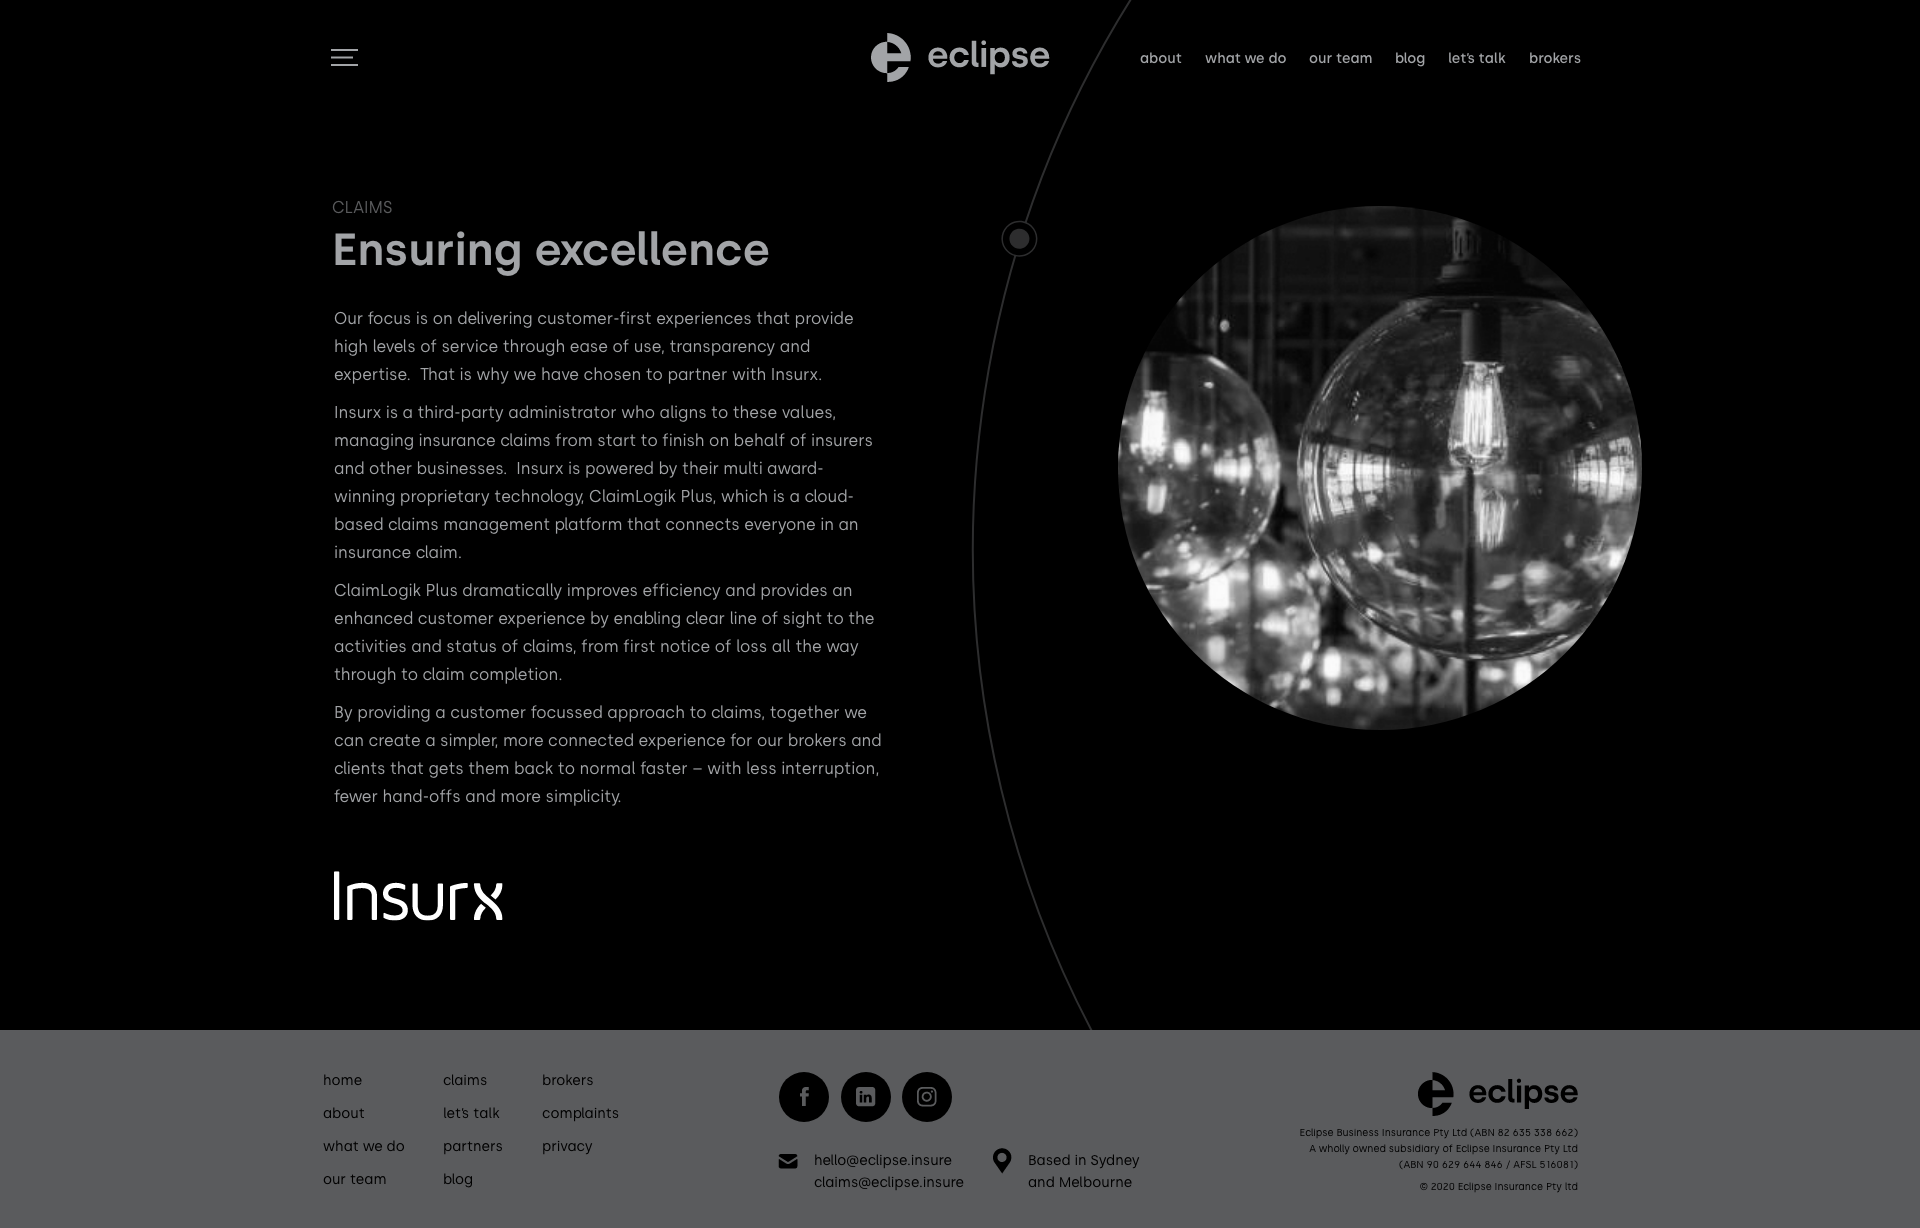 eclipse
about what we do our team blog let's talk brokers
CLAIMS
Ensuring excellence
Our focus is on delivering customer-first experiences that provide
high levels of service through ease of use, transparency and
expertise.  That is why we have chosen to partner with Insurx.
Insurx is a third-party administrator who aligns to these values,
managing insurance claims from start to finish on behalf of insurers
and other businesses.  Insurx is powered by their multi award-
winning proprietary technology, ClaimLogik Plus, which is a cloud-
based claims management platform that connects everyone in an
insurance claim.
ClaimLogik Plus dramatically improves efficiency and provides an
enhanced customer experience by enabling clear line of sight to the
activities and status of claims, from first notice of loss all the way
through to claim completion.
By providing a customer focussed approach to claims, together we
can create a simpler, more connected experience for our brokers and
clients that gets them back to normal faster – with less interruption,
fewer hand-offs and more simplicity.
Insurx
home
about
what we do
our team
claims
let's talk
partners
blog
brokers
complaints
privacy
hello@eclipse.insure
claims@eclipse.insure
Based in Sydney
and Melbourne
eclipse
Eclipse Business Insurance Pty Ltd (ABN 82 635 338 662)
A wholly owned subsidiary of Eclipse Insurance Pty Ltd
(ABN 90 629 644 846 / AFSL 516081)
© 2020 Eclipse Insurance Pty ltd